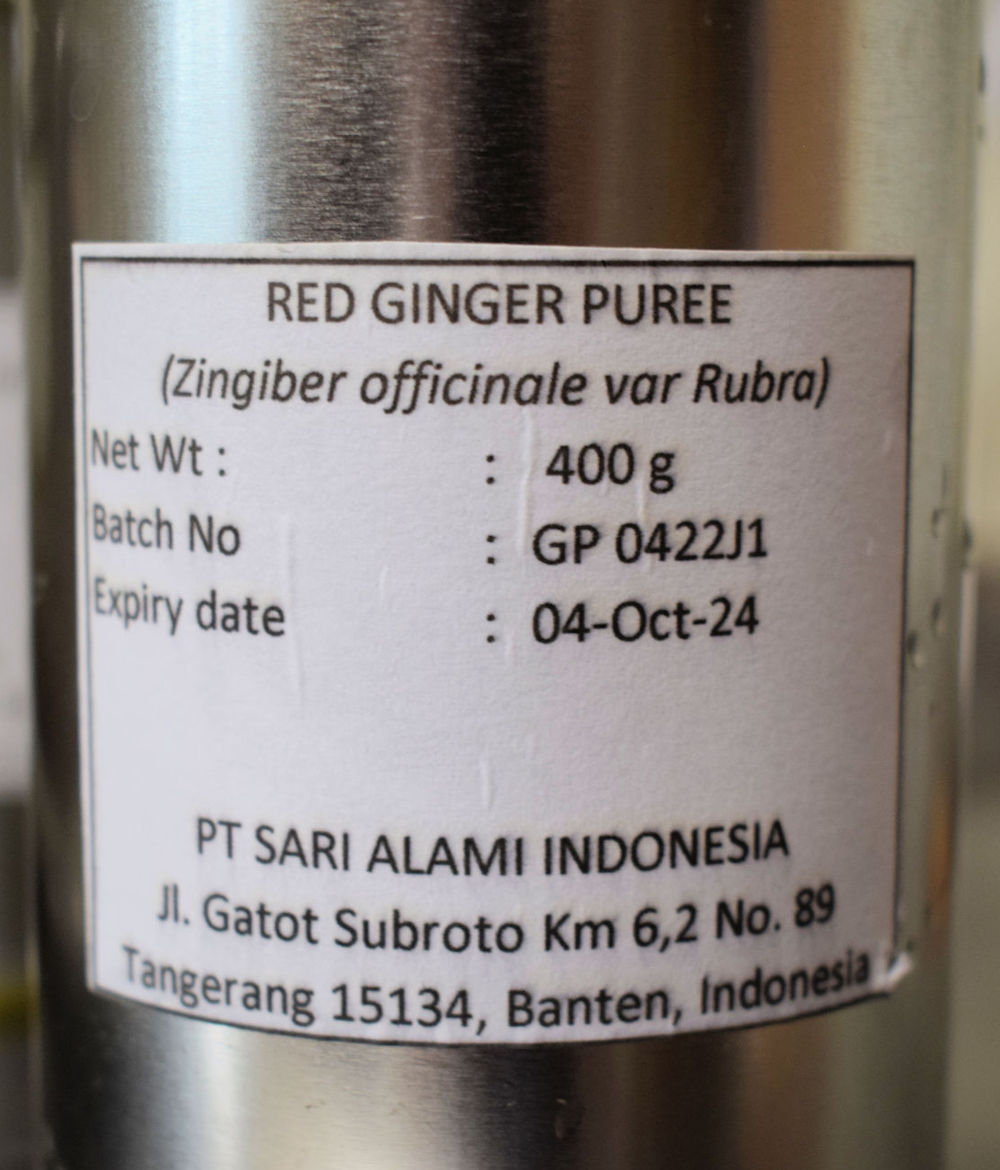 RED GINGER PUREE
(Zingiber officinale var Rubra)
Net Wt : : 400 g
Batch No : GP 0422J1
Expiry date : 04-Oct-24
PT SARI ALAMI INDONESIA
Jl. Gatot Subroto Km 6,2 No. 89
Tangerang 15134, Banten, Indonesia